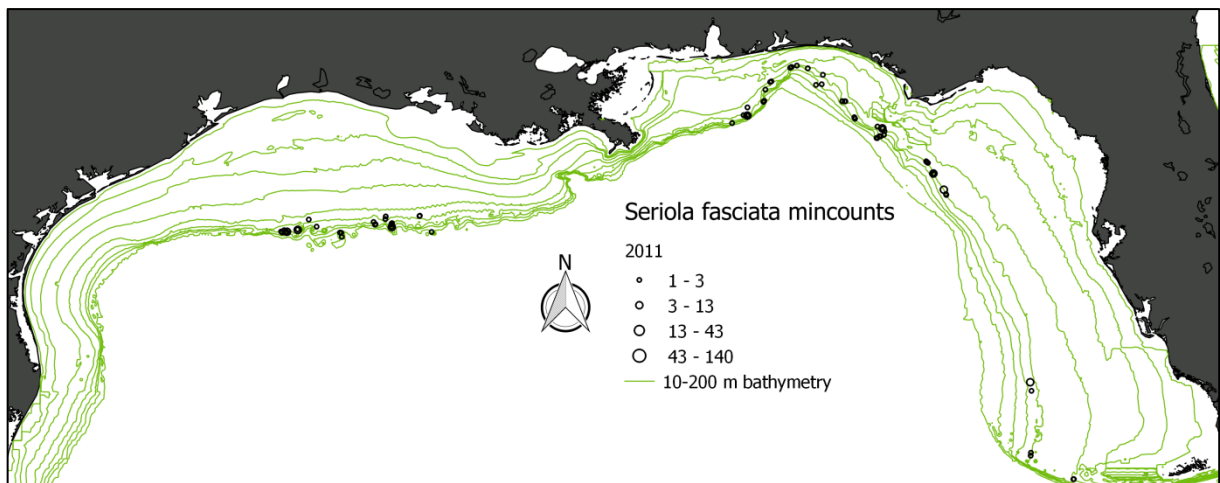 N
Seriola fasciata mincounts
2011
1 - 3
3 - 13
13 - 43
43 - 140
10-200 m bathymetry